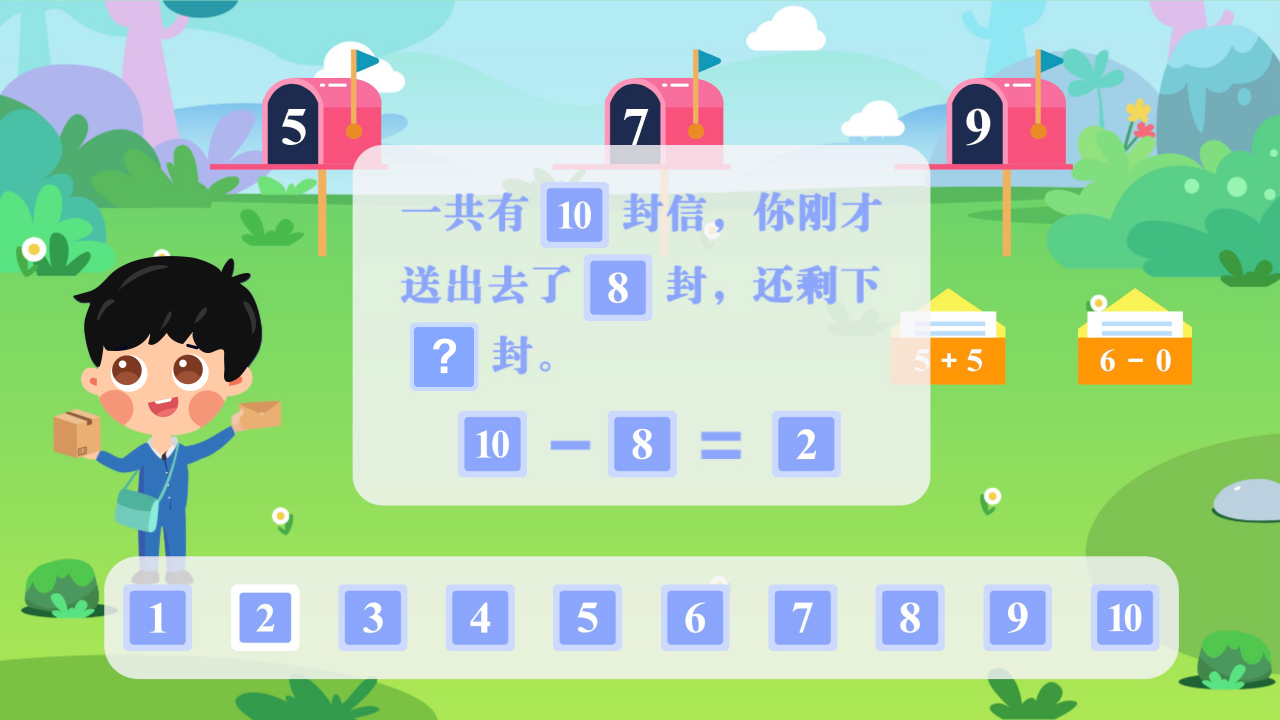 5 7 9
一共有 10 封信，你刚才
送出去了 8 封，还剩下
? 封。
5 + 5 6 − 0
10 − 8 = 2
1 2 3 4 5 6 7 8 9 10